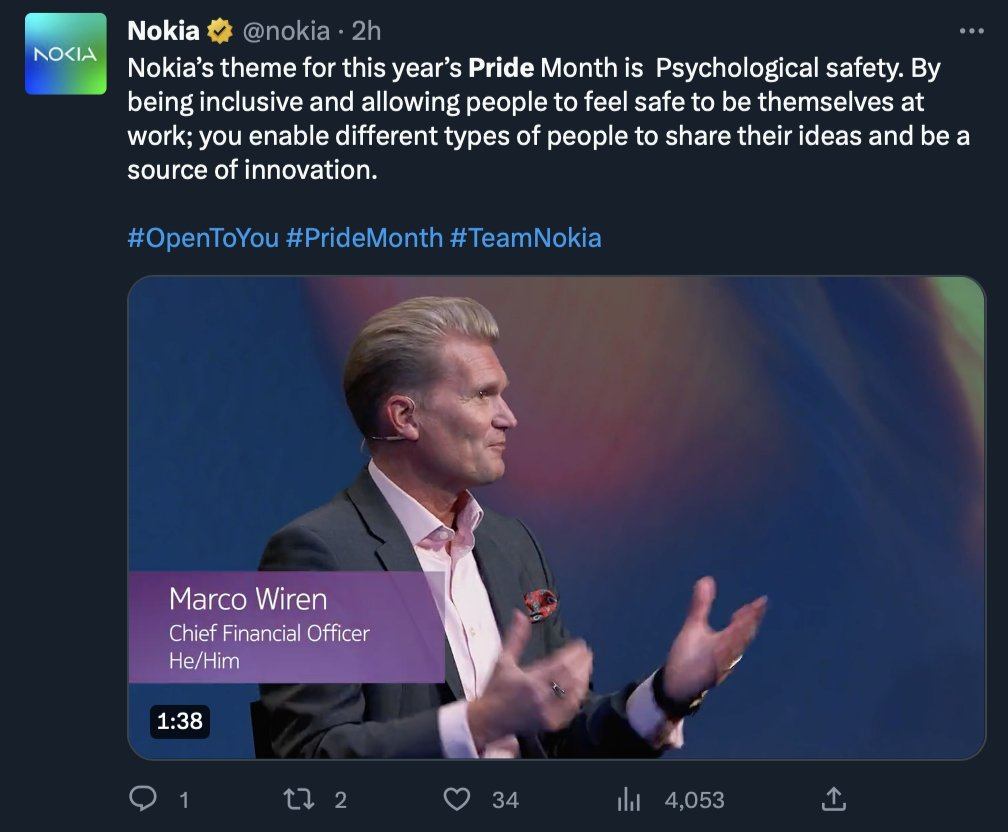 NOKIA
Nokia @nokia · 2h
Nokia’s theme for this year’s Pride Month is  Psychological safety. By
being inclusive and allowing people to feel safe to be themselves at
work; you enable different types of people to share their ideas and be a
source of innovation.
#OpenToYou #PrideMonth #TeamNokia
Marco Wiren
Chief Financial Officer
He/Him
1:38
1 2 34 4,053